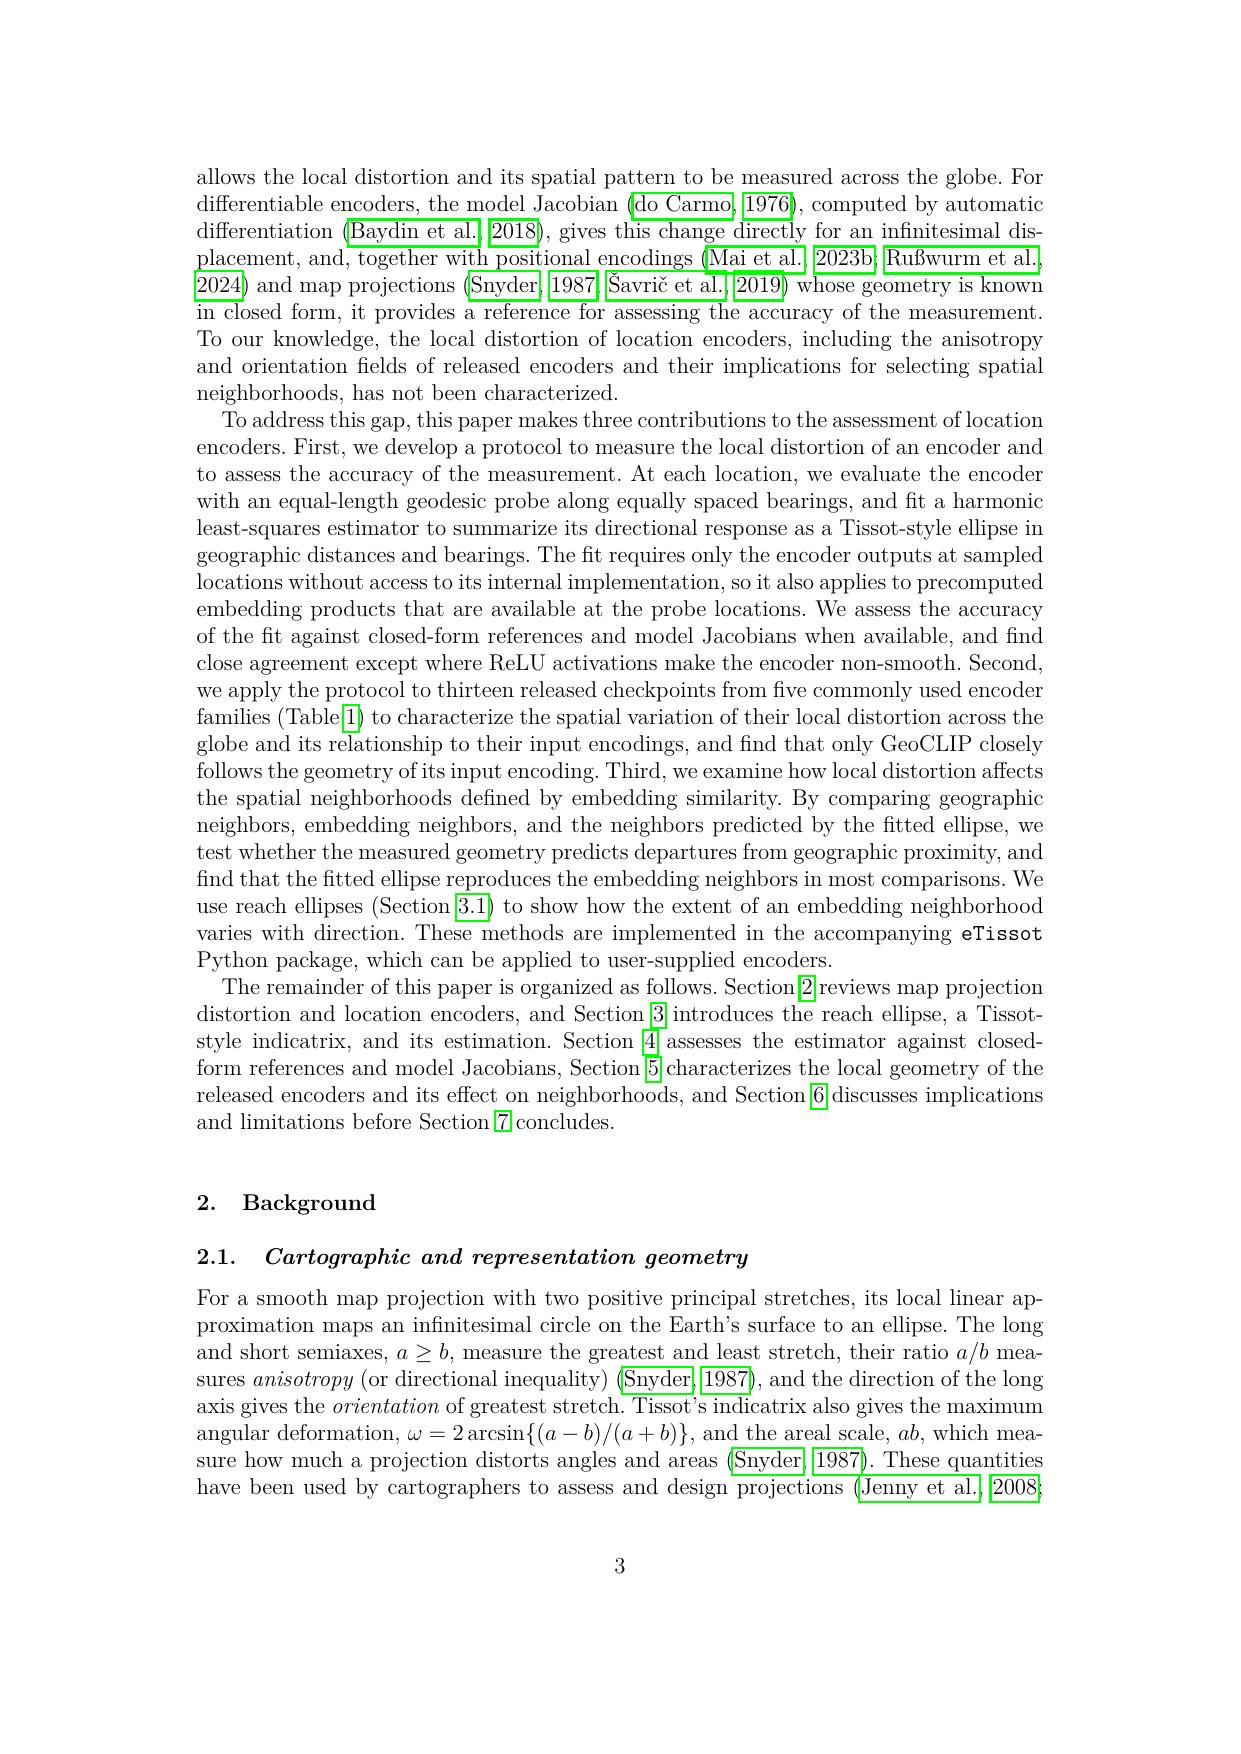 allows the local distortion and its spatial pattern to be measured across the globe. For
differentiable encoders, the model Jacobian (do Carmo, 1976), computed by automatic
differentiation (Baydin et al., 2018), gives this change directly for an infinitesimal dis-
placement, and, together with positional encodings (Mai et al., 2023b; Rußwurm et al.,
2024) and map projections (Snyder, 1987; Šavrič et al., 2019) whose geometry is known
in closed form, it provides a reference for assessing the accuracy of the measurement.
To our knowledge, the local distortion of location encoders, including the anisotropy
and orientation fields of released encoders and their implications for selecting spatial
neighborhoods, has not been characterized.
To address this gap, this paper makes three contributions to the assessment of location
encoders. First, we develop a protocol to measure the local distortion of an encoder and
to assess the accuracy of the measurement. At each location, we evaluate the encoder
with an equal-length geodesic probe along equally spaced bearings, and fit a harmonic
least-squares estimator to summarize its directional response as a Tissot-style ellipse in
geographic distances and bearings. The fit requires only the encoder outputs at sampled
locations without access to its internal implementation, so it also applies to precomputed
embedding products that are available at the probe locations. We assess the accuracy
of the fit against closed-form references and model Jacobians when available, and find
close agreement except where ReLU activations make the encoder non-smooth. Second,
we apply the protocol to thirteen released checkpoints from five commonly used encoder
families (Table 1) to characterize the spatial variation of their local distortion across the
globe and its relationship to their input encodings, and find that only GeoCLIP closely
follows the geometry of its input encoding. Third, we examine how local distortion affects
the spatial neighborhoods defined by embedding similarity. By comparing geographic
neighbors, embedding neighbors, and the neighbors predicted by the fitted ellipse, we
test whether the measured geometry predicts departures from geographic proximity, and
find that the fitted ellipse reproduces the embedding neighbors in most comparisons. We
use reach ellipses (Section 3.1) to show how the extent of an embedding neighborhood
varies with direction. These methods are implemented in the accompanying eTissot
Python package, which can be applied to user-supplied encoders.
The remainder of this paper is organized as follows. Section 2 reviews map projection
distortion and location encoders, and Section 3 introduces the reach ellipse, a Tissot-
style indicatrix, and its estimation. Section 4 assesses the estimator against closed-
form references and model Jacobians, Section 5 characterizes the local geometry of the
released encoders and its effect on neighborhoods, and Section 6 discusses implications
and limitations before Section 7 concludes.
2. Background
2.1. Cartographic and representation geometry
For a smooth map projection with two positive principal stretches, its local linear ap-
proximation maps an infinitesimal circle on the Earth's surface to an ellipse. The long
and short semiaxes, a ≥ b, measure the greatest and least stretch, their ratio a/b mea-
sures anisotropy (or directional inequality) (Snyder, 1987), and the direction of the long
axis gives the orientation of greatest stretch. Tissot's indicatrix also gives the maximum
angular deformation, ω = 2 arcsin{(a − b)/(a + b)}, and the areal scale, ab, which mea-
sure how much a projection distorts angles and areas (Snyder, 1987). These quantities
have been used by cartographers to assess and design projections (Jenny et al., 2008;
3